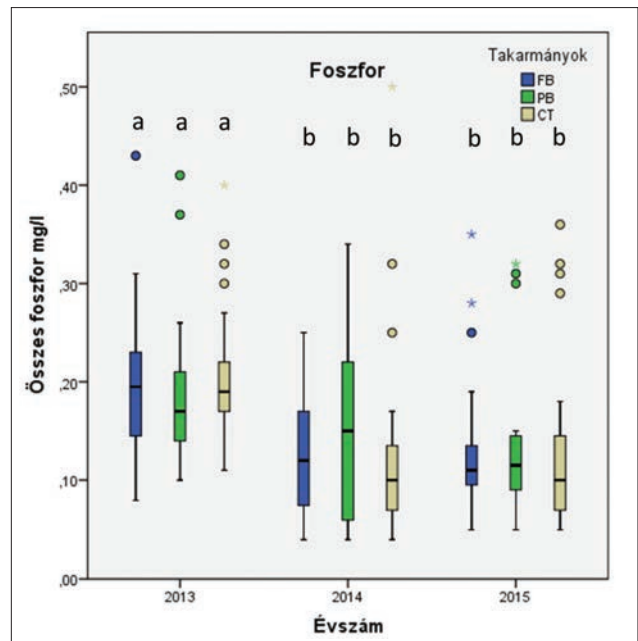 Foszfor
Takarmányok
FB
PB
CT
,50
,40
,30
,20
,10
,00
a a a b b b b b b
Összes foszfor mg/l
2013 2014 2015
Évszám